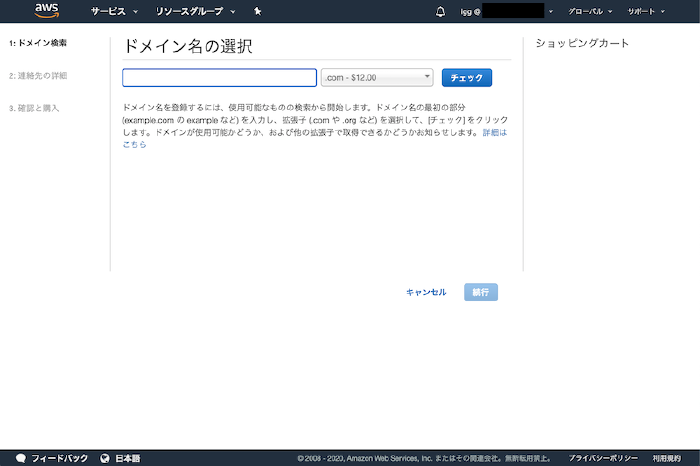 aws サービス リソースグループ Igg @ グローバル サポート
1: ドメイン検索
2: 連絡先の詳細
3. 確認と購入
ドメイン名の選択
.com - $12.00 チェック
ドメイン名を登録するには、使用可能なものの検索から開始します。ドメイン名の最初の部分
(example.com の example など) を入力し、拡張子 (.com や .org など) を選択して、[チェック] をクリック
します。ドメインが使用可能かどうか、および他の拡張子で取得できるかどうかお知らせします。 詳細は
こちら
キャンセル 続行
ショッピングカート
フィードバック 日本語 © 2008 - 2020, Amazon Web Services, Inc. またはその関連会社。無断転用禁止。 プライバシーポリシー 利用規約